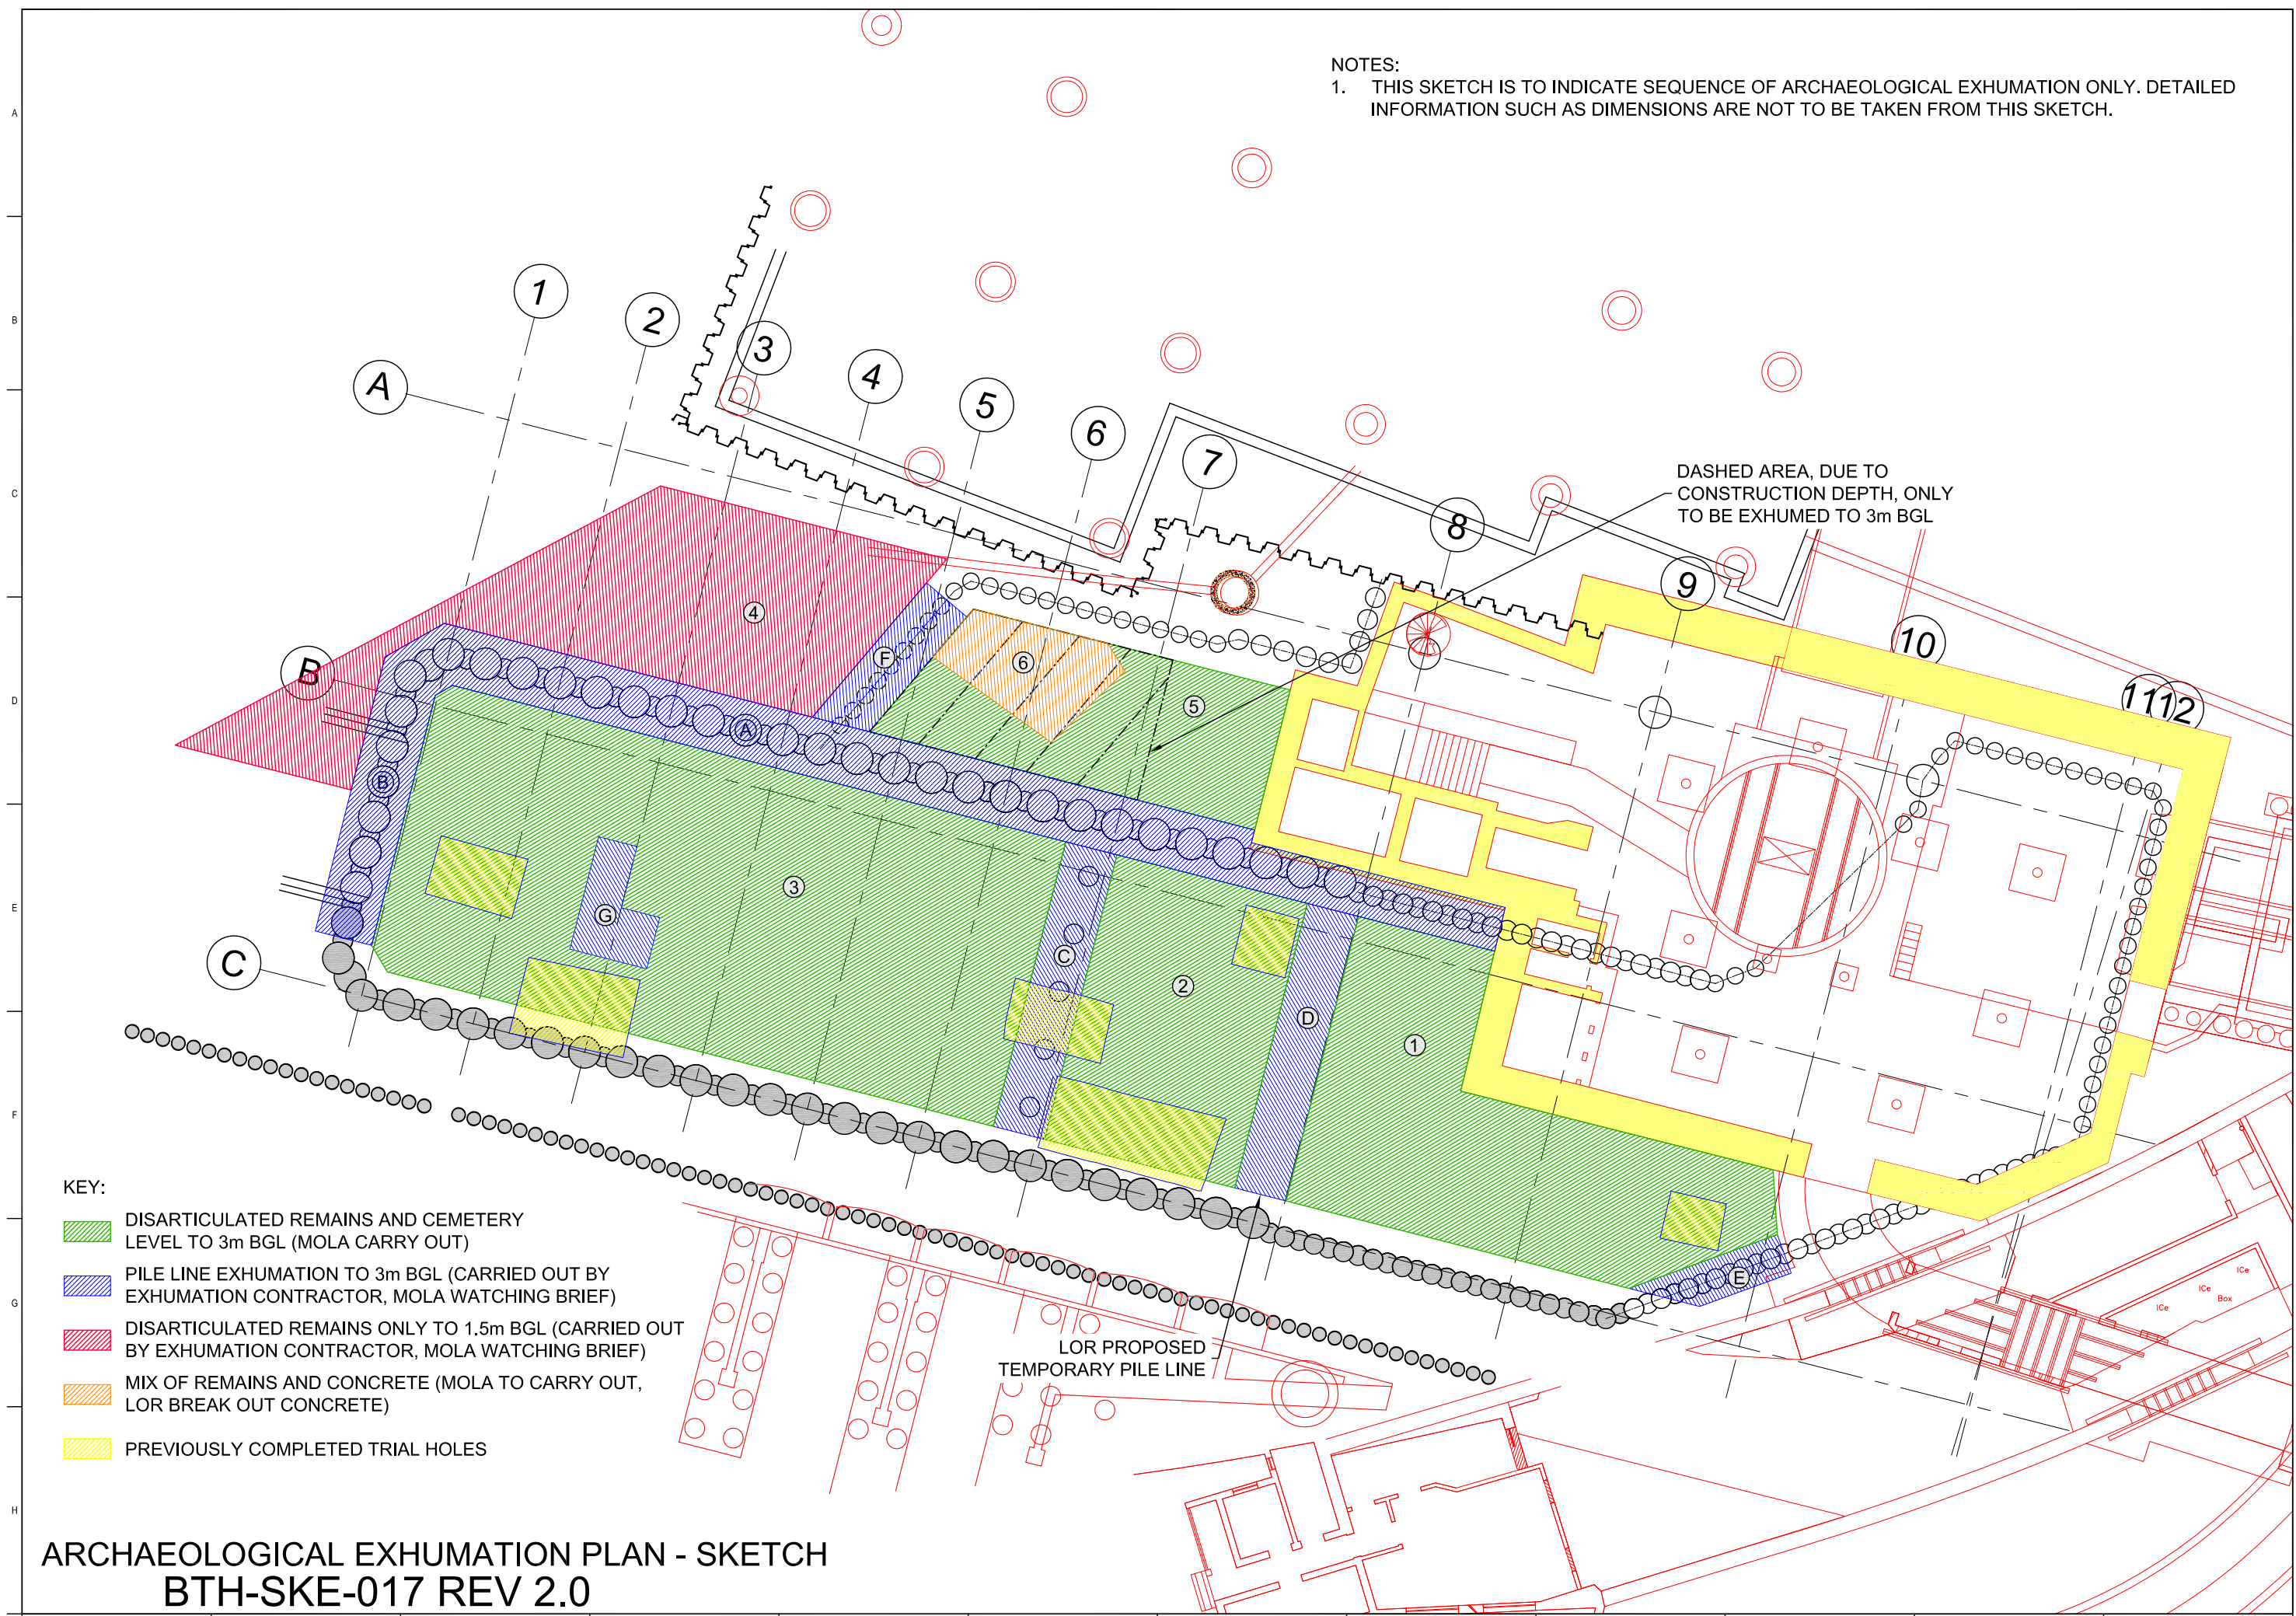 NOTES:
1. THIS SKETCH IS TO INDICATE SEQUENCE OF ARCHAEOLOGICAL EXHUMATION ONLY. DETAILED
INFORMATION SUCH AS DIMENSIONS ARE NOT TO BE TAKEN FROM THIS SKETCH.
A
B
C
D
E
F
G
H
1
2
3
4
5
6
7
8
9
10
11
12
A
B
C
DASHED AREA, DUE TO
CONSTRUCTION DEPTH, ONLY
TO BE EXHUMED TO 3m BGL
4
F
6
5
A
B
3
G
C
2
D
1
E
LOR PROPOSED
TEMPORARY PILE LINE
ICe
ICe
ICe
Box
KEY:
DISARTICULATED REMAINS AND CEMETERY
LEVEL TO 3m BGL (MOLA CARRY OUT)
PILE LINE EXHUMATION TO 3m BGL (CARRIED OUT BY
EXHUMATION CONTRACTOR, MOLA WATCHING BRIEF)
DISARTICULATED REMAINS ONLY TO 1.5m BGL (CARRIED OUT
BY EXHUMATION CONTRACTOR, MOLA WATCHING BRIEF)
MIX OF REMAINS AND CONCRETE (MOLA TO CARRY OUT,
LOR BREAK OUT CONCRETE)
PREVIOUSLY COMPLETED TRIAL HOLES
ARCHAEOLOGICAL EXHUMATION PLAN - SKETCH
BTH-SKE-017 REV 2.0